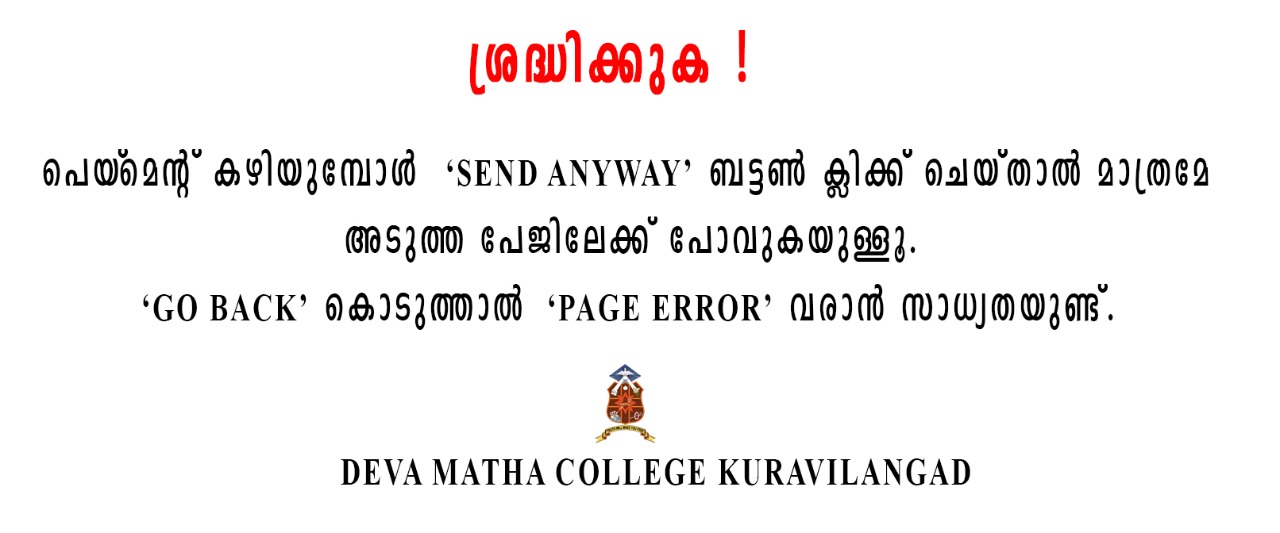 ശ്രദ്ധിക്കുക !
പെയ്മെന്റ് കഴിയുമ്പോൾ ‘SEND ANYWAY’ ബട്ടൺ ക്ലിക്ക് ചെയ്താൽ മാത്രമേ
അടുത്ത പേജിലേക്ക് പോവുകയുള്ളൂ.
‘GO BACK’ കൊടുത്താൽ ‘PAGE ERROR’ വരാൻ സാധ്യതയുണ്ട്.
DEVA MATHA COLLEGE KURAVILANGAD